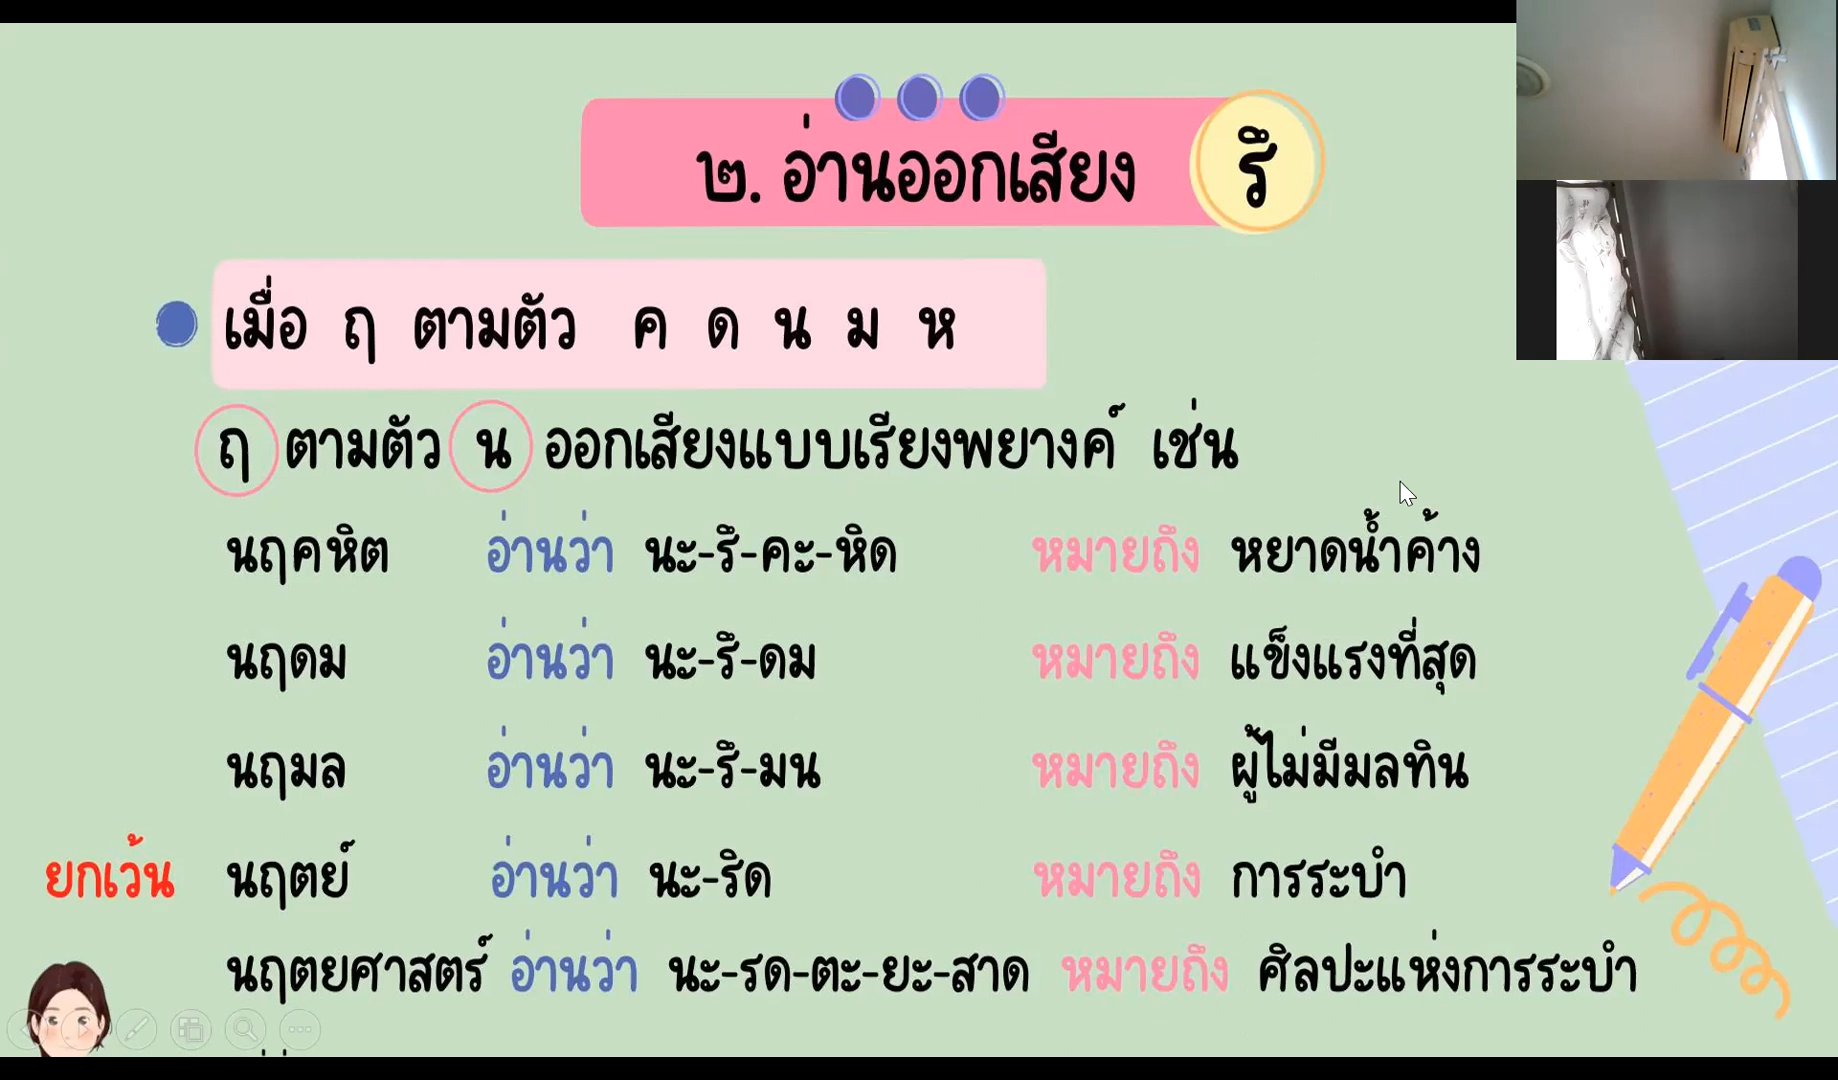 ๒. อ่านออกเสียง รึ
เมื่อ ฤ ตามตัว ค ด น ม ห
ฤ ตามตัว น ออกเสียงแบบเรียงพยางค์ เช่น
นฤคหิต อ่านว่า นะ-รึ-คะ-หิด หมายถึง หยาดน้ำค้าง
นฤดม อ่านว่า นะ-รึ-ดม หมายถึง แข็งแรงที่สุด
นฤมล อ่านว่า นะ-รึ-มน หมายถึง ผู้ไม่มีมลทิน
ยกเว้น นฤตย์ อ่านว่า นะ-ริด หมายถึง การระบำ
นฤตยศาสตร์ อ่านว่า นะ-รด-ตะ-ยะ-สาด หมายถึง ศิลปะแห่งการระบำ